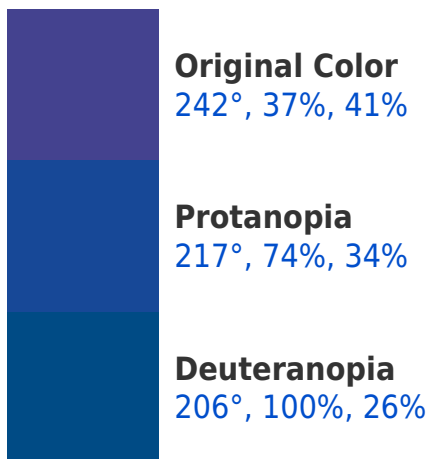 Original Color
242°, 37%, 41%
Protanopia
217°, 74%, 34%
Deuteranopia
206°, 100%, 26%